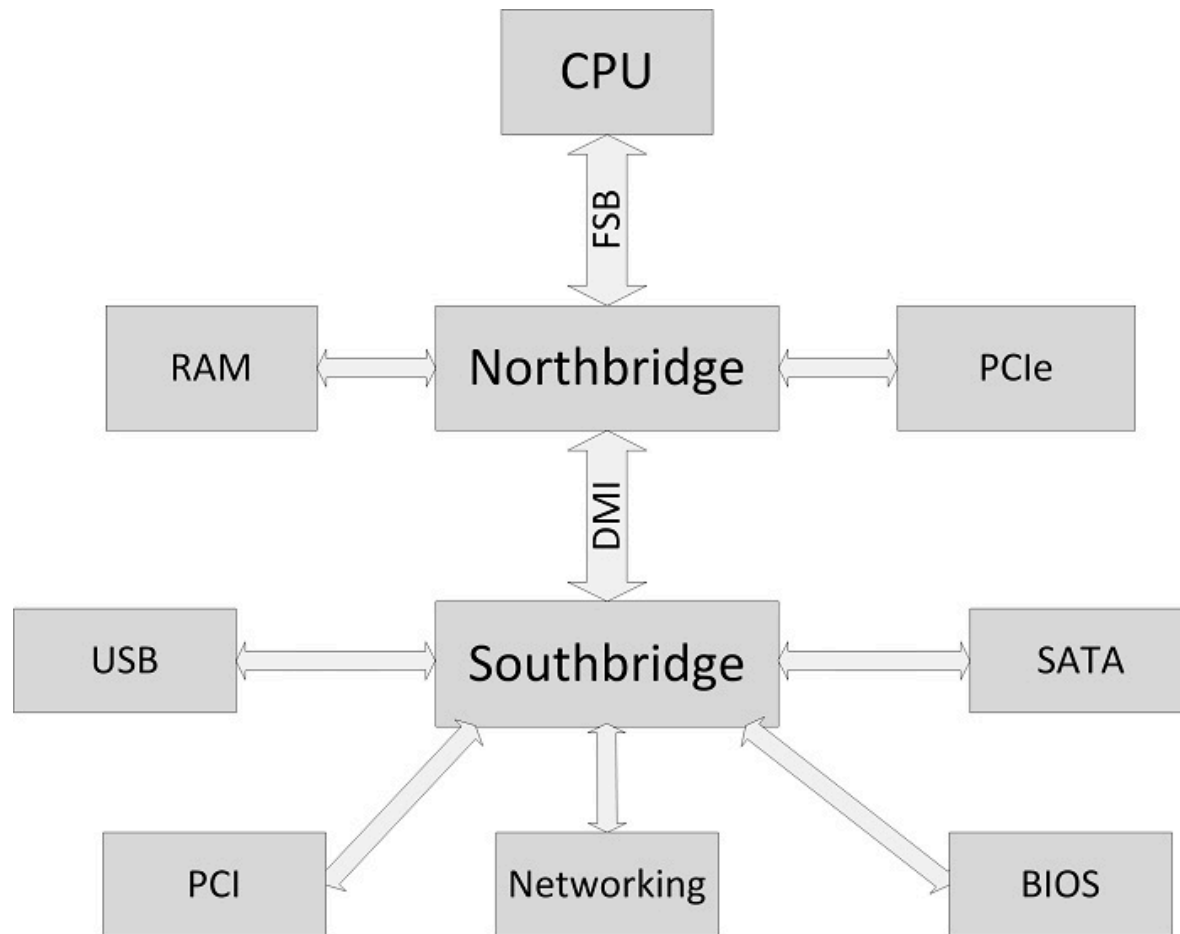 CPU
FSB
RAM
Northbridge
PCIe
DMI
USB
Southbridge
SATA
PCI
Networking
BIOS